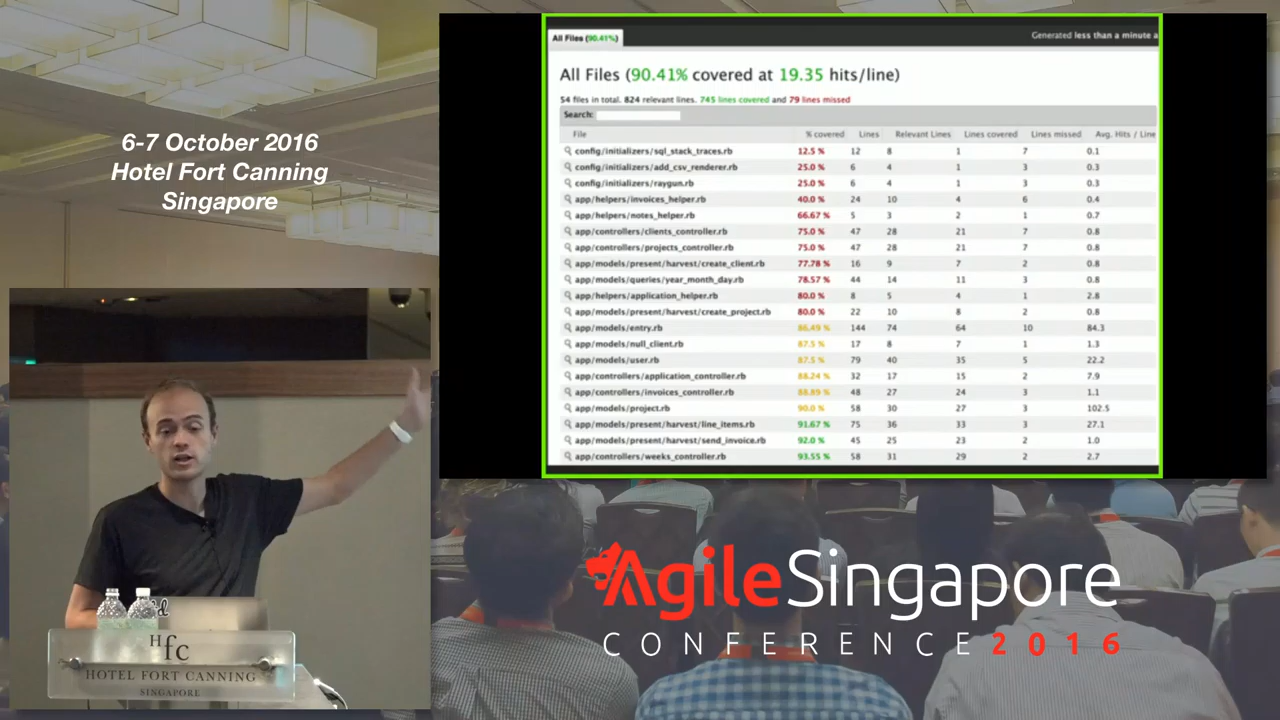 6-7 October 2016
Hotel Fort Canning
Singapore
All Files (90.41%)
Generated less than a minute a
All Files (90.41% covered at 19.35 hits/line)
54 files in total. 824 relevant lines. 745 lines covered and 79 lines missed
Search:
File % covered Lines Relevant Lines Lines covered Lines missed Avg. Hits / Line
config/initializers/sql_stack_traces.rb 12.5 % 12 8 1 7 0.1
config/initializers/add_csv_renderer.rb 25.0 % 6 4 1 3 0.3
config/initializers/raygun.rb 25.0 % 6 4 1 3 0.3
app/helpers/invoices_helper.rb 40.0 % 24 10 4 6 0.4
app/helpers/notes_helper.rb 66.67 % 5 3 2 1 0.7
app/controllers/clients_controller.rb 75.0 % 47 28 21 7 0.8
app/controllers/projects_controller.rb 75.0 % 47 28 21 7 0.8
app/models/present/harvest/create_client.rb 77.78 % 16 9 7 2 0.8
app/models/queries/year_month_day.rb 78.57 % 44 14 11 3 0.8
app/helpers/application_helper.rb 80.0 % 8 5 4 1 2.8
app/models/present/harvest/create_project.rb 80.0 % 22 10 8 2 0.8
app/models/entry.rb 86.49 % 144 74 64 10 84.3
app/models/null_client.rb 87.5 % 17 8 7 1 1.3
app/models/user.rb 87.5 % 79 40 35 5 22.2
app/controllers/application_controller.rb 88.24 % 32 17 15 2 7.9
app/controllers/invoices_controller.rb 88.89 % 48 27 24 3 1.1
app/models/project.rb 90.0 % 58 30 27 3 102.5
app/models/present/harvest/line_items.rb 91.67 % 75 36 33 3 27.1
app/models/present/harvest/send_invoice.rb 92.0 % 45 25 23 2 1.0
app/controllers/weeks_controller.rb 93.55 % 58 31 29 2 2.7
Hfc
HOTEL FORT CANNING
SINGAPORE
AgileSingapore
CONFERENCE 2016